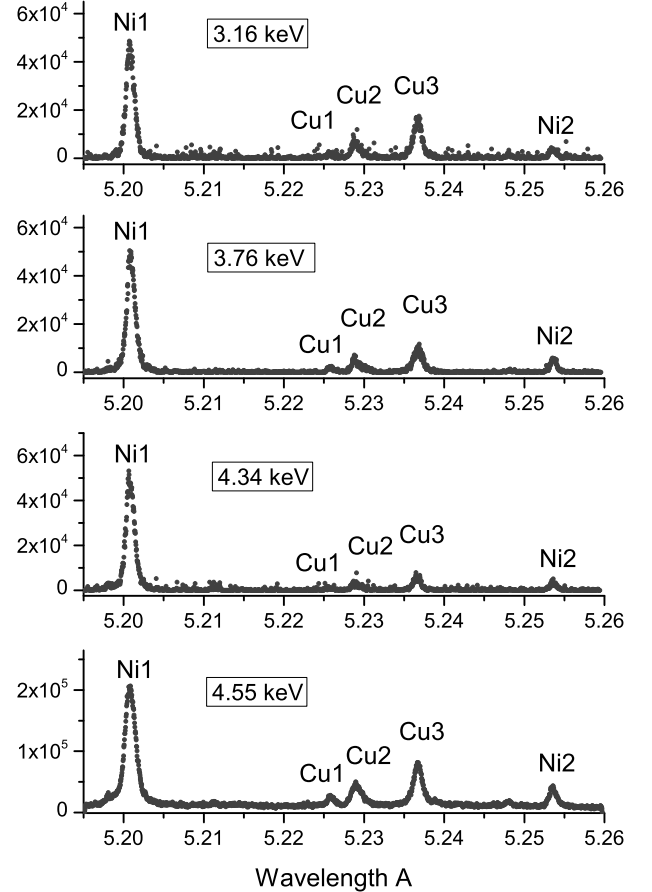 6x10⁴ Ni1 3.16 keV
4x10⁴ Cu2 Cu3
2x10⁴ Cu1 Ni2
0
5.20 5.21 5.22 5.23 5.24 5.25 5.26
6x10⁴ Ni1 3.76 keV
4x10⁴ Cu3
2x10⁴ Cu1 Cu2 Ni2
0
5.20 5.21 5.22 5.23 5.24 5.25 5.26
6x10⁴ Ni1 4.34 keV
4x10⁴ Cu3
2x10⁴ Cu1 Cu2 Ni2
0
5.20 5.21 5.22 5.23 5.24 5.25 5.26
Ni1 4.55 keV
2x10⁵ Cu3
1x10⁵ Cu1 Cu2 Ni2
0
5.20 5.21 5.22 5.23 5.24 5.25 5.26
Wavelength A